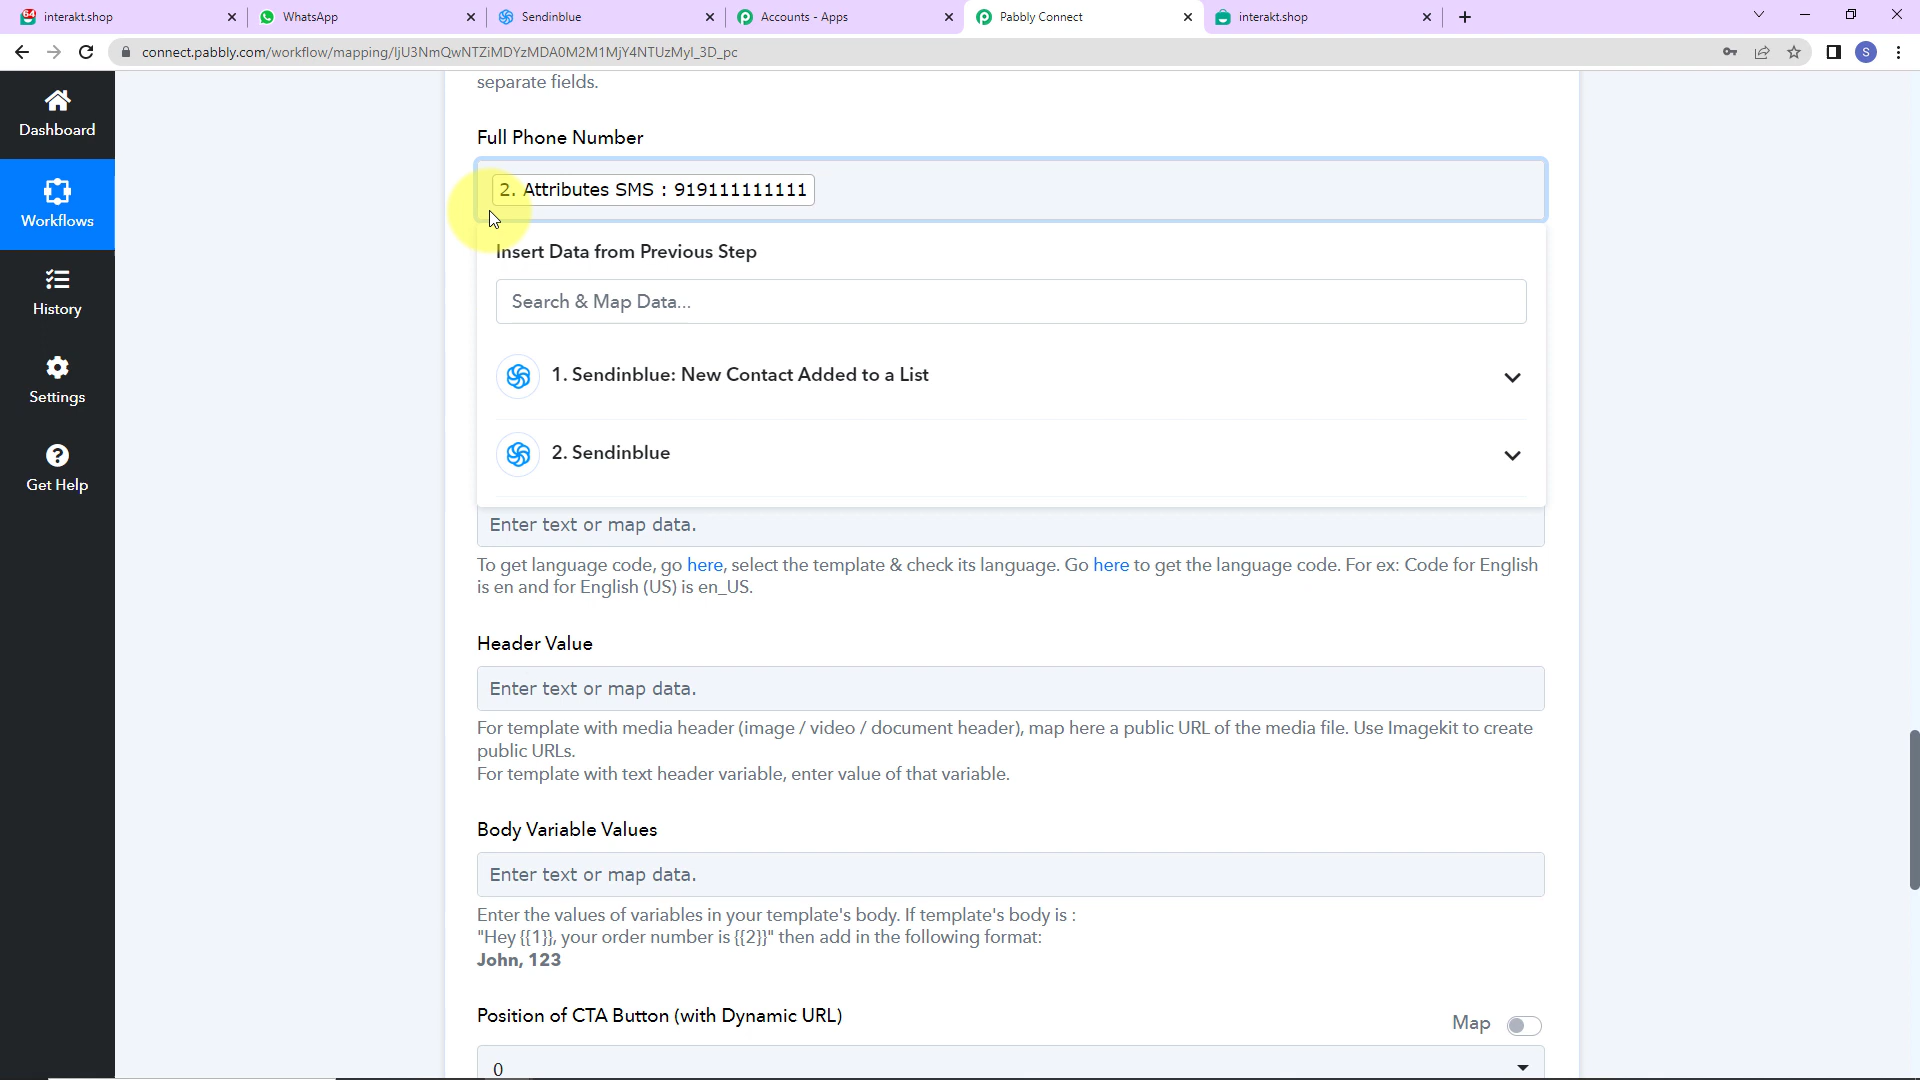 interakt.shop
WhatsApp
Sendinblue
Accounts - Apps
Pabbly Connect
interakt.shop
connect.pabbly.com/workflow/mapping/IjU3NmQwNTZiMDYzMDA0M2M1MjY4NTUzMyI_3D_pc
S
Dashboard
Workflows
History
Settings
Get Help
separate fields.
Full Phone Number
2. Attributes SMS : 919111111111
Insert Data from Previous Step
Search & Map Data...
1. Sendinblue: New Contact Added to a List
2. Sendinblue
Enter text or map data.
To get language code, go here, select the template & check its language. Go here to get the language code. For ex: Code for English
is en and for English (US) is en_US.
Header Value
Enter text or map data.
For template with media header (image / video / document header), map here a public URL of the media file. Use Imagekit to create
public URLs.
For template with text header variable, enter value of that variable.
Body Variable Values
Enter text or map data.
Enter the values of variables in your template's body. If template's body is :
"Hey {{1}}, your order number is {{2}}" then add in the following format:
John, 123
Position of CTA Button (with Dynamic URL)
Map
0